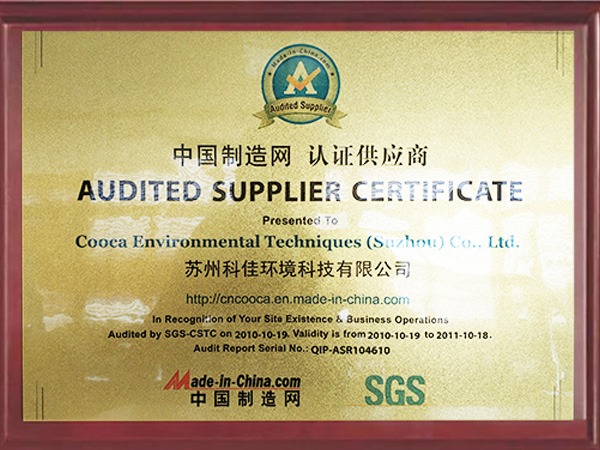 Made-in-China.com
A
Audited Supplier
中国制造网 认证供应商
AUDITED SUPPLIER CERTIFICATE
Presented To
Cooca Environmental Techniques (Suzhou) Co., Ltd.
苏州科佳环境科技有限公司
http://cncooca.en.made-in-china.com
In Recognition of Your Site Existence & Business Operations
Audited by SGS-CSTC on 2010-10-19. Validity is from 2010-10-19 to 2011-10-18.
Audit Report Serial No.: QIP-ASR104610
Made-in-China.com
中国制造网
SGS